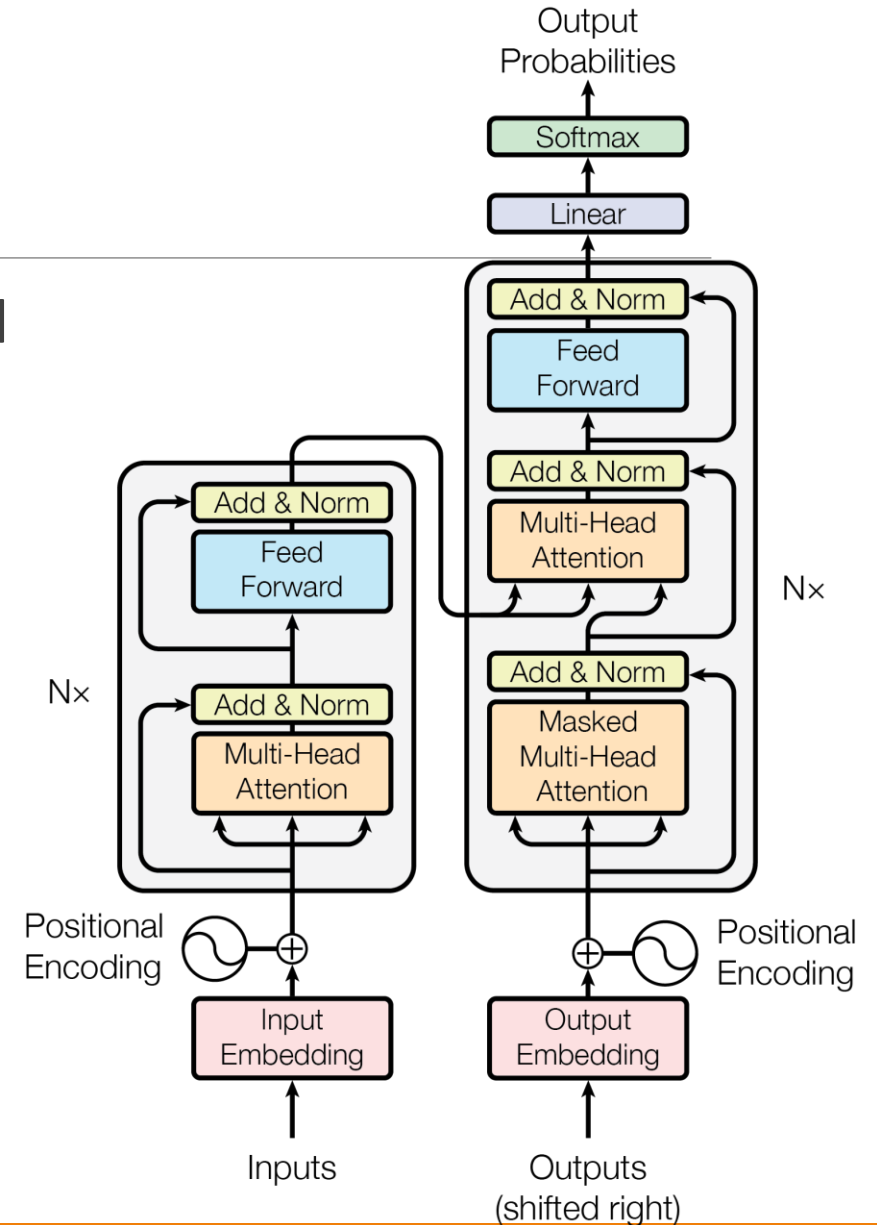 Output
Probabilities
Softmax
Linear
Add & Norm
Feed
Forward
Add & Norm
Multi-Head
Attention
Nx
Add & Norm
Masked
Multi-Head
Attention
Add & Norm
Feed
Forward
Nx
Add & Norm
Multi-Head
Attention
Positional
Encoding
Positional
Encoding
Input
Embedding
Output
Embedding
Inputs
Outputs
(shifted right)